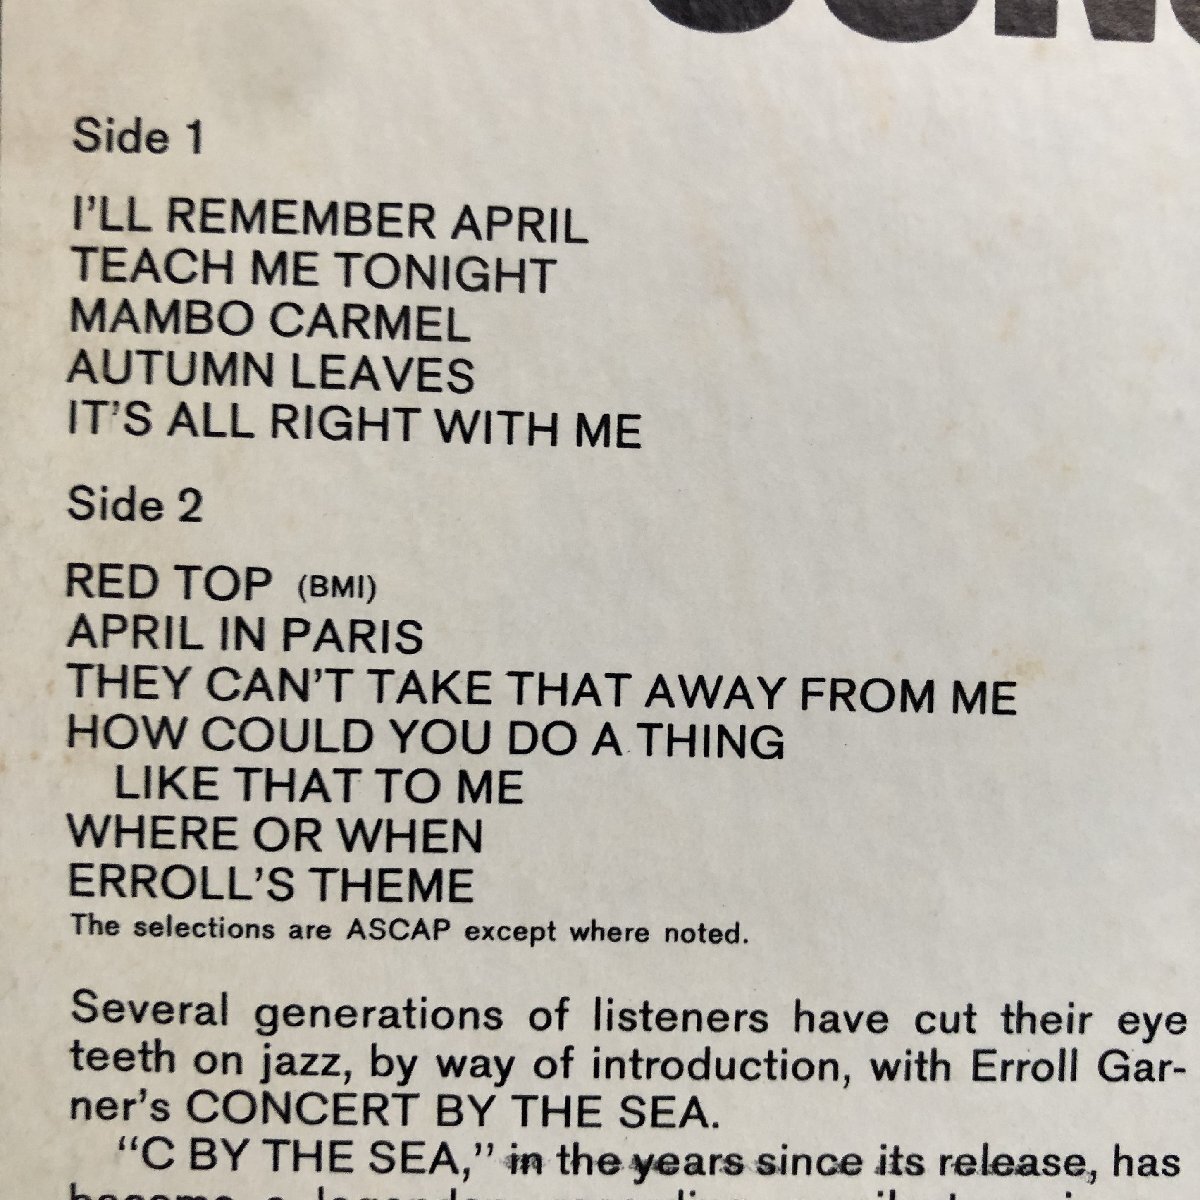 Side 1
I'LL REMEMBER APRIL
TEACH ME TONIGHT
MAMBO CARMEL
AUTUMN LEAVES
IT'S ALL RIGHT WITH ME
Side 2
RED TOP (BMI)
APRIL IN PARIS
THEY CAN'T TAKE THAT AWAY FROM ME
HOW COULD YOU DO A THING
LIKE THAT TO ME
WHERE OR WHEN
ERROLL'S THEME
The selections are ASCAP except where noted.
Several generations of listeners have cut their eye
teeth on jazz, by way of introduction, with Erroll Gar-
ner's CONCERT BY THE SEA.
"C BY THE SEA," in the years since its release, has